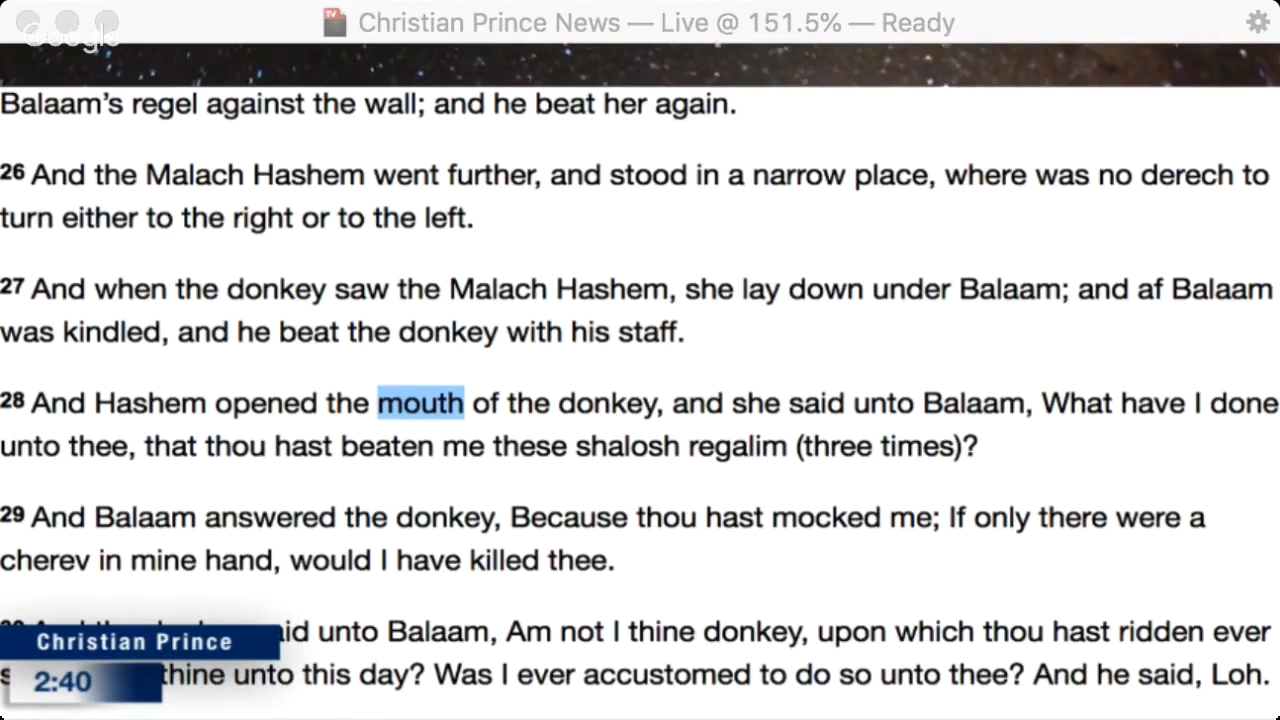 Christian Prince News — Live @ 151.5% — Ready
Google
Balaam’s regel against the wall; and he beat her again.
26 And the Malach Hashem went further, and stood in a narrow place, where was no derech to
turn either to the right or to the left.
27 And when the donkey saw the Malach Hashem, she lay down under Balaam; and af Balaam
was kindled, and he beat the donkey with his staff.
28 And Hashem opened the mouth of the donkey, and she said unto Balaam, What have I done
unto thee, that thou hast beaten me these shalosh regalim (three times)?
29 And Balaam answered the donkey, Because thou hast mocked me; If only there were a
cherev in mine hand, would I have killed thee.
unto Balaam, Am not I thine donkey, upon which thou hast ridden ever
Christian Prince
thine unto this day? Was I ever accustomed to do so unto thee? And he said, Loh.
2:40